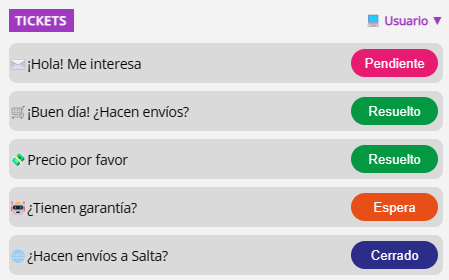 TICKETS
Usuario ▼
¡Hola! Me interesa
Pendiente
¡Buen día! ¿Hacen envíos?
Resuelto
Precio por favor
Resuelto
¿Tienen garantía?
Espera
¿Hacen envíos a Salta?
Cerrado